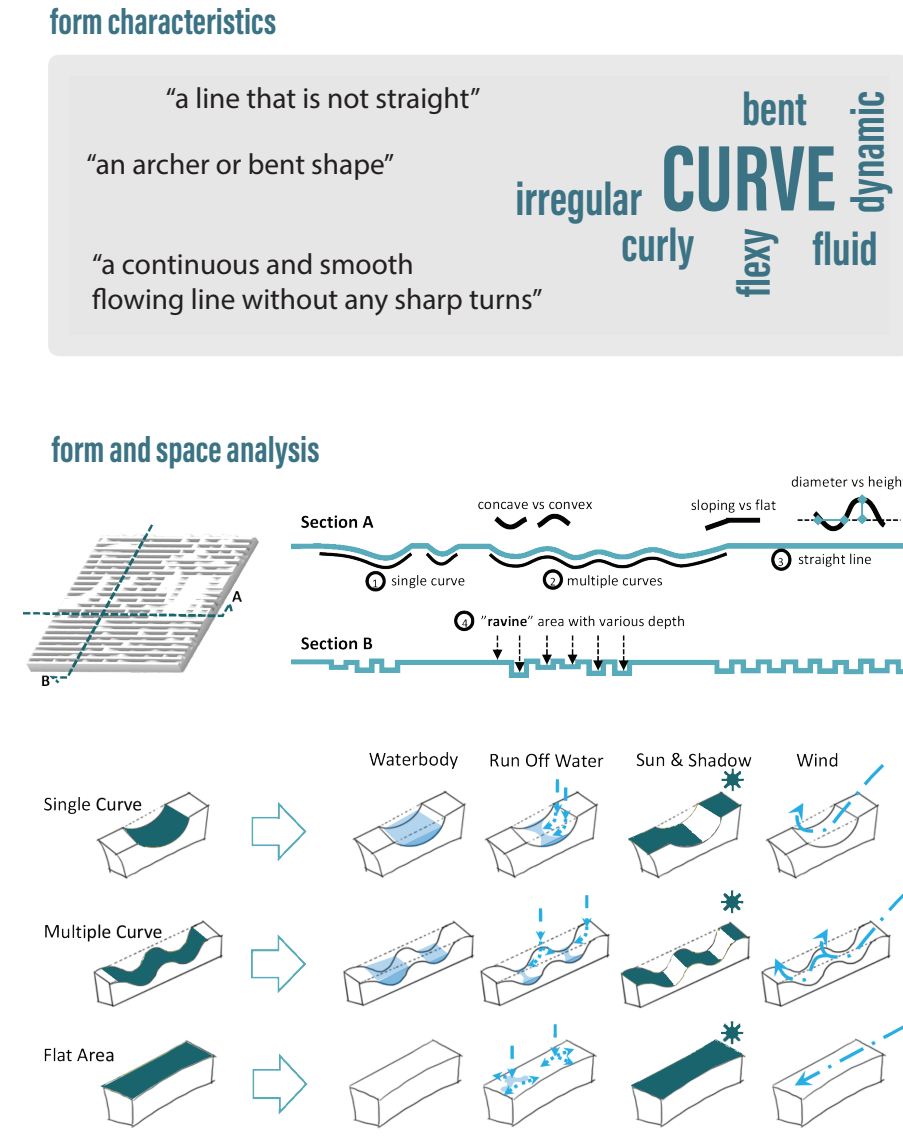 form characteristics
“a line that is not straight”
“an archer or bent shape”
“a continuous and smooth
flowing line without any sharp turns”
bent
dynamic
CURVE
irregular
curly
flexy
fluid
form and space analysis
diameter vs heigh
concave vs convex
sloping vs flat
Section A
1 single curve
2 multiple curves
3 straight line
A
B
4 ”ravine” area with various depth
Section B
Waterbody
Run Off Water
Sun & Shadow
Wind
Single Curve
Multiple Curve
Flat Area